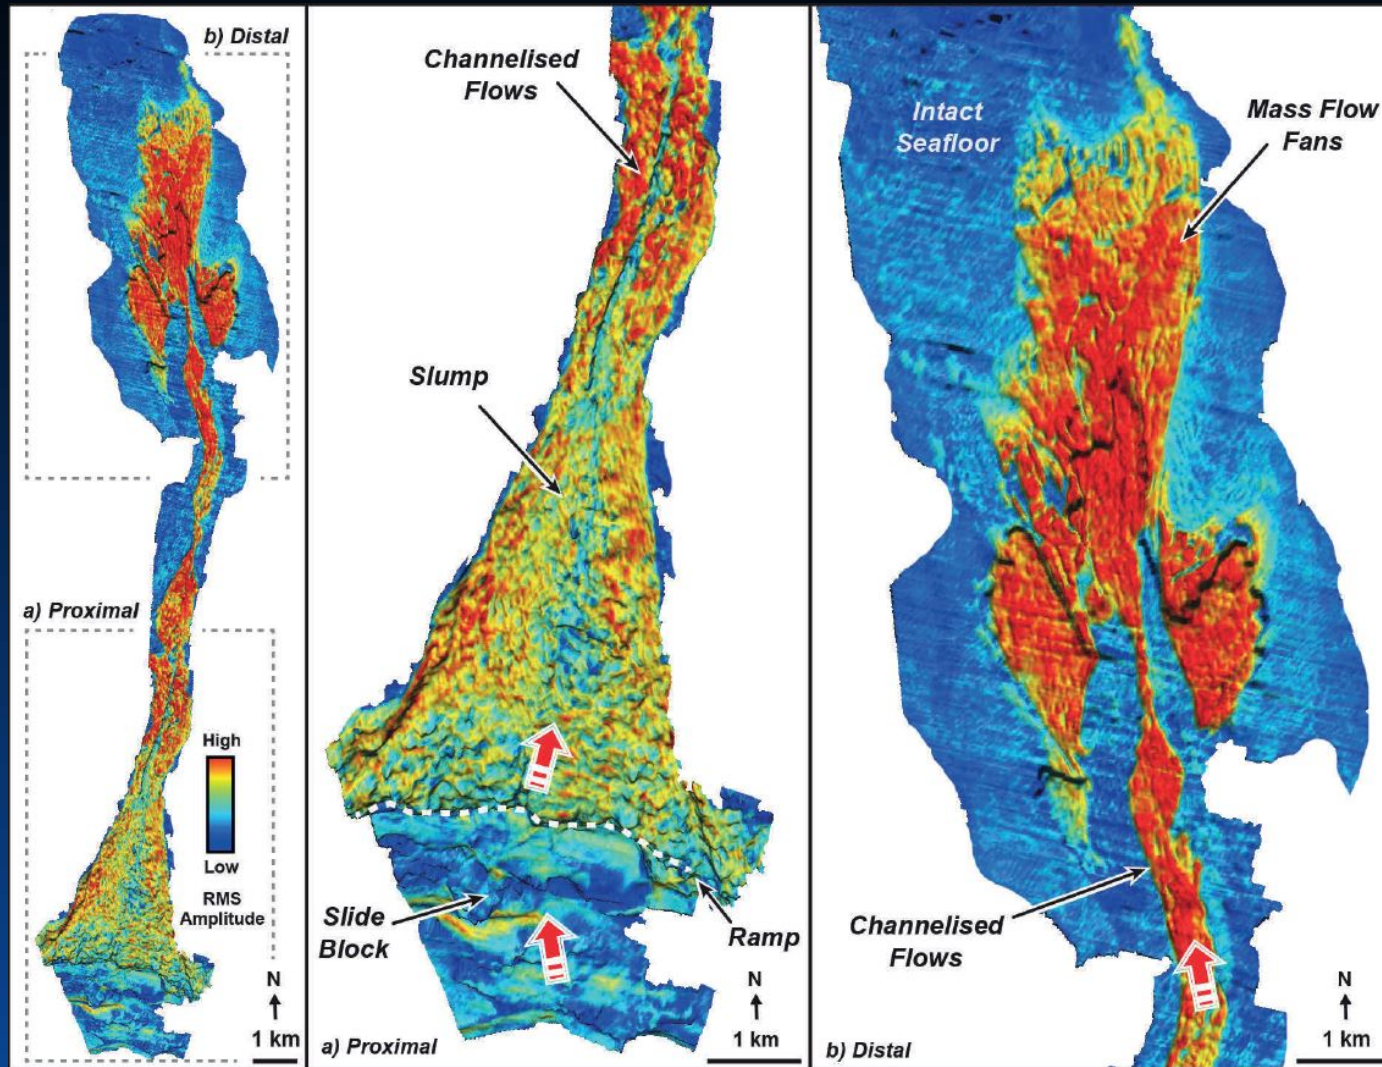 b) Distal
a) Proximal
High
Low
RMS
Amplitude
N
1 km
Channelised
Flows
Slump
Slide
Block
Ramp
N
1 km
a) Proximal
Intact
Seafloor
Mass Flow
Fans
Channelised
Flows
N
1 km
b) Distal